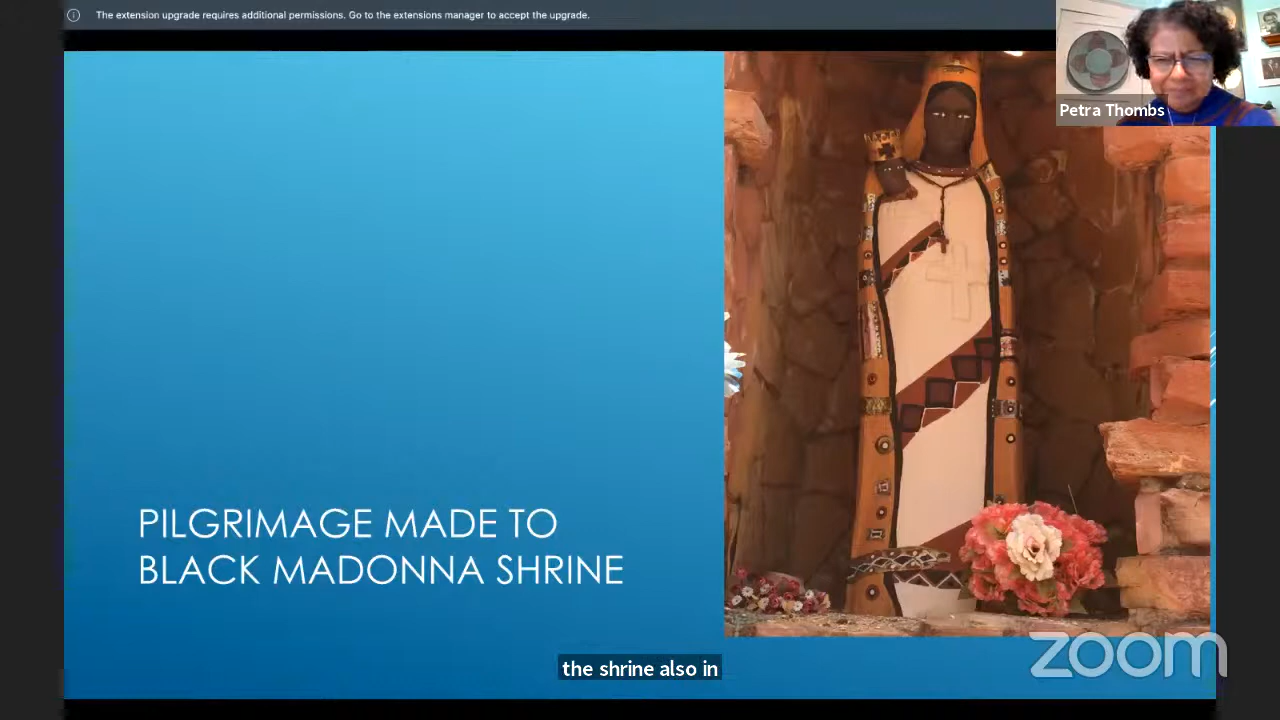 The extension upgrade requires additional permissions. Go to the extensions manager to accept the upgrade.
Petra Thombs
PILGRIMAGE MADE TO
BLACK MADONNA SHRINE
the shrine also in
zoom